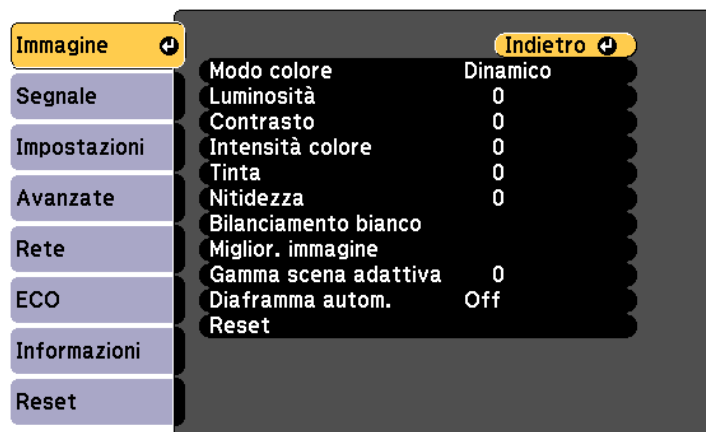 Immagine
Segnale
Impostazioni
Avanzate
Rete
ECO
Informazioni
Reset
Indietro
Modo colore Dinamico
Luminosità 0
Contrasto 0
Intensità colore 0
Tinta 0
Nitidezza 0
Bilanciamento bianco
Miglior. immagine
Gamma scena adattiva 0
Diaframma autom. Off
Reset